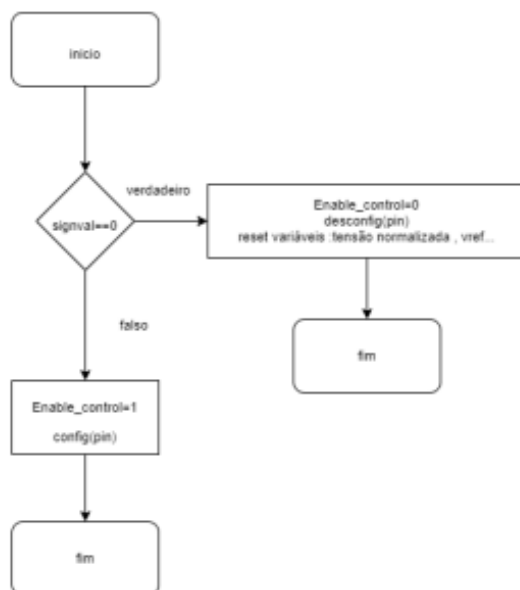 inicio
verdadeiro
signval==0
Enable_control=0
desconfig(pin)
reset variáveis :tensão normalizada , vref...
falso
fim
Enable_control=1
config(pin)
fim